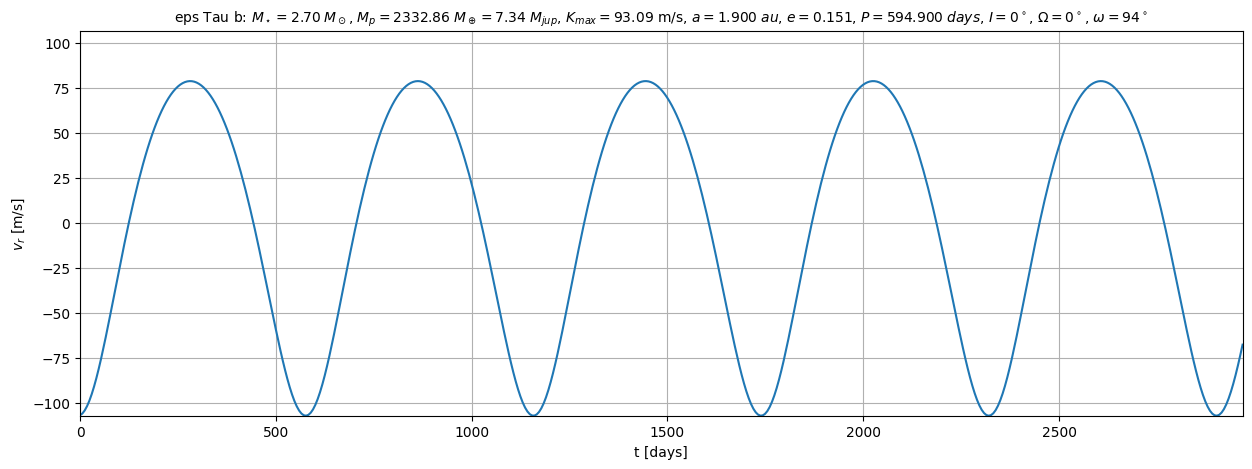 eps Tau b: M⋆ = 2.70 M⊙, Mp = 2332.86 M⊕ = 7.34 Mjup, Kmax = 93.09 m/s, a = 1.900 au, e = 0.151, P = 594.900 days, I = 0°, Ω = 0°, ω = 94°
100
75
50
25
0
−25
−50
−75
−100
vr [m/s]
0 500 1000 1500 2000 2500
t [days]